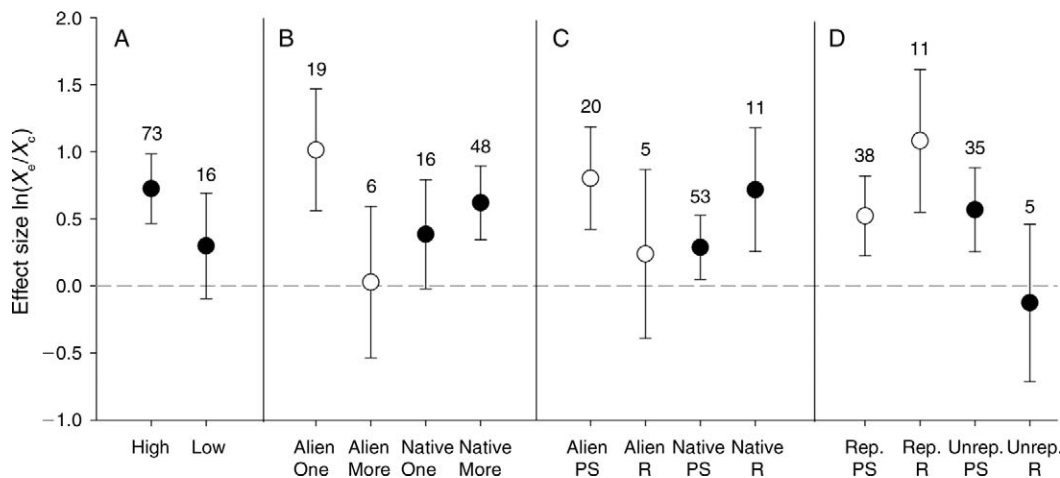 Effect size ln(Xe/Xc)
2.0
1.5
1.0
0.5
0.0
−0.5
−1.0
A
73
16
High
Low
B
19
6
16
48
Alien One
Alien More
Native One
Native More
C
20
5
53
11
Alien PS
Alien R
Native PS
Native R
D
38
11
35
5
Rep. PS
Rep. R
Unrep. PS
Unrep. R